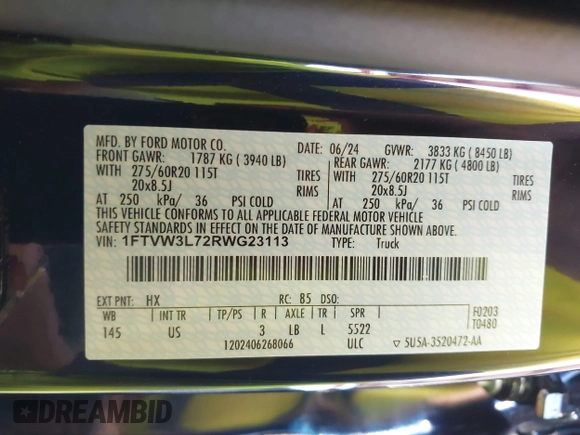 MFD. BY FORD MOTOR CO.
DATE: 06/24 GVWR: 3833 KG ( 8450 LB)
FRONT GAWR: 1787 KG ( 3940 LB)
REAR GAWR: 2177 KG ( 4800 LB)
WITH 275/60R20 115T TIRES WITH 275/60R20 115T TIRES
20x8.5J RIMS 20x8.5J RIMS
AT 250 kPa/ 36 PSI COLD AT 250 kPa/ 36 PSI COLD
THIS VEHICLE CONFORMS TO ALL APPLICABLE FEDERAL MOTOR VEHICLE
SAFETY STANDARDS IN EFFECT ON THE DATE OF MANUFACTURE SHOWN ABOVE.
VIN: 1FTVW3L72RWG23113 TYPE: Truck
EXT PNT: HX RC: 85 DSO: F0203
WB INT TR TP/PS R AXLE TR SPR T0480
145 US 3 LB L 5522
1202406268066 ULC ▽ 5U5A-3520472-AA
DREAMBID